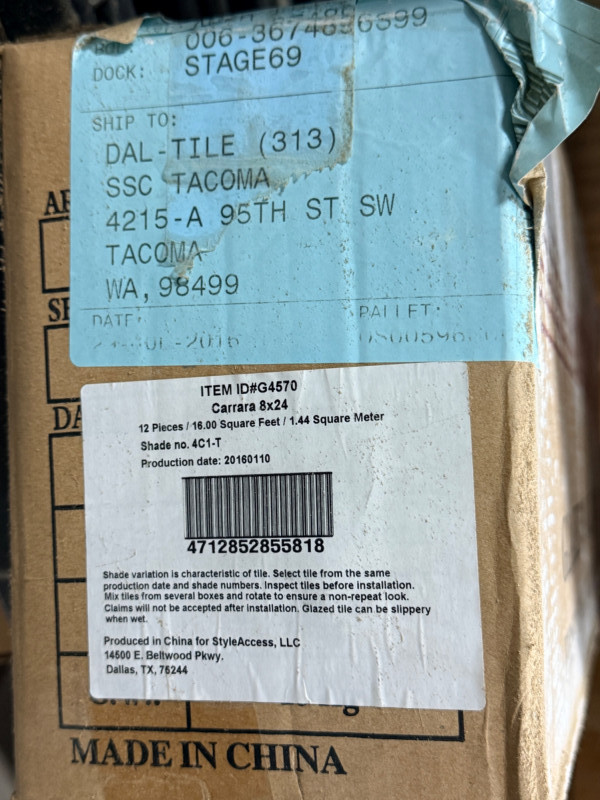 006-3674896599
DOCK: STAGE69
SHIP TO:
DAL-TILE (313)
SSC TACOMA
4215-A 95TH ST SW
TACOMA
WA, 98499
DATE:
PALLET:
ITEM ID#G4570
Carrara 8x24
12 Pieces / 16.00 Square Feet / 1.44 Square Meter
Shade no. 4C1-T
Production date: 20160110
4712852855818
Shade variation is characteristic of tile. Select tile from the same
production date and shade numbers. Inspect tiles before installation.
Mix tiles from several boxes and rotate to ensure a non-repeat look.
Claims will not be accepted after installation. Glazed tile can be slippery
when wet.
Produced in China for StyleAccess, LLC
14500 E. Beltwood Pkwy.
Dallas, TX, 75244
MADE IN CHINA